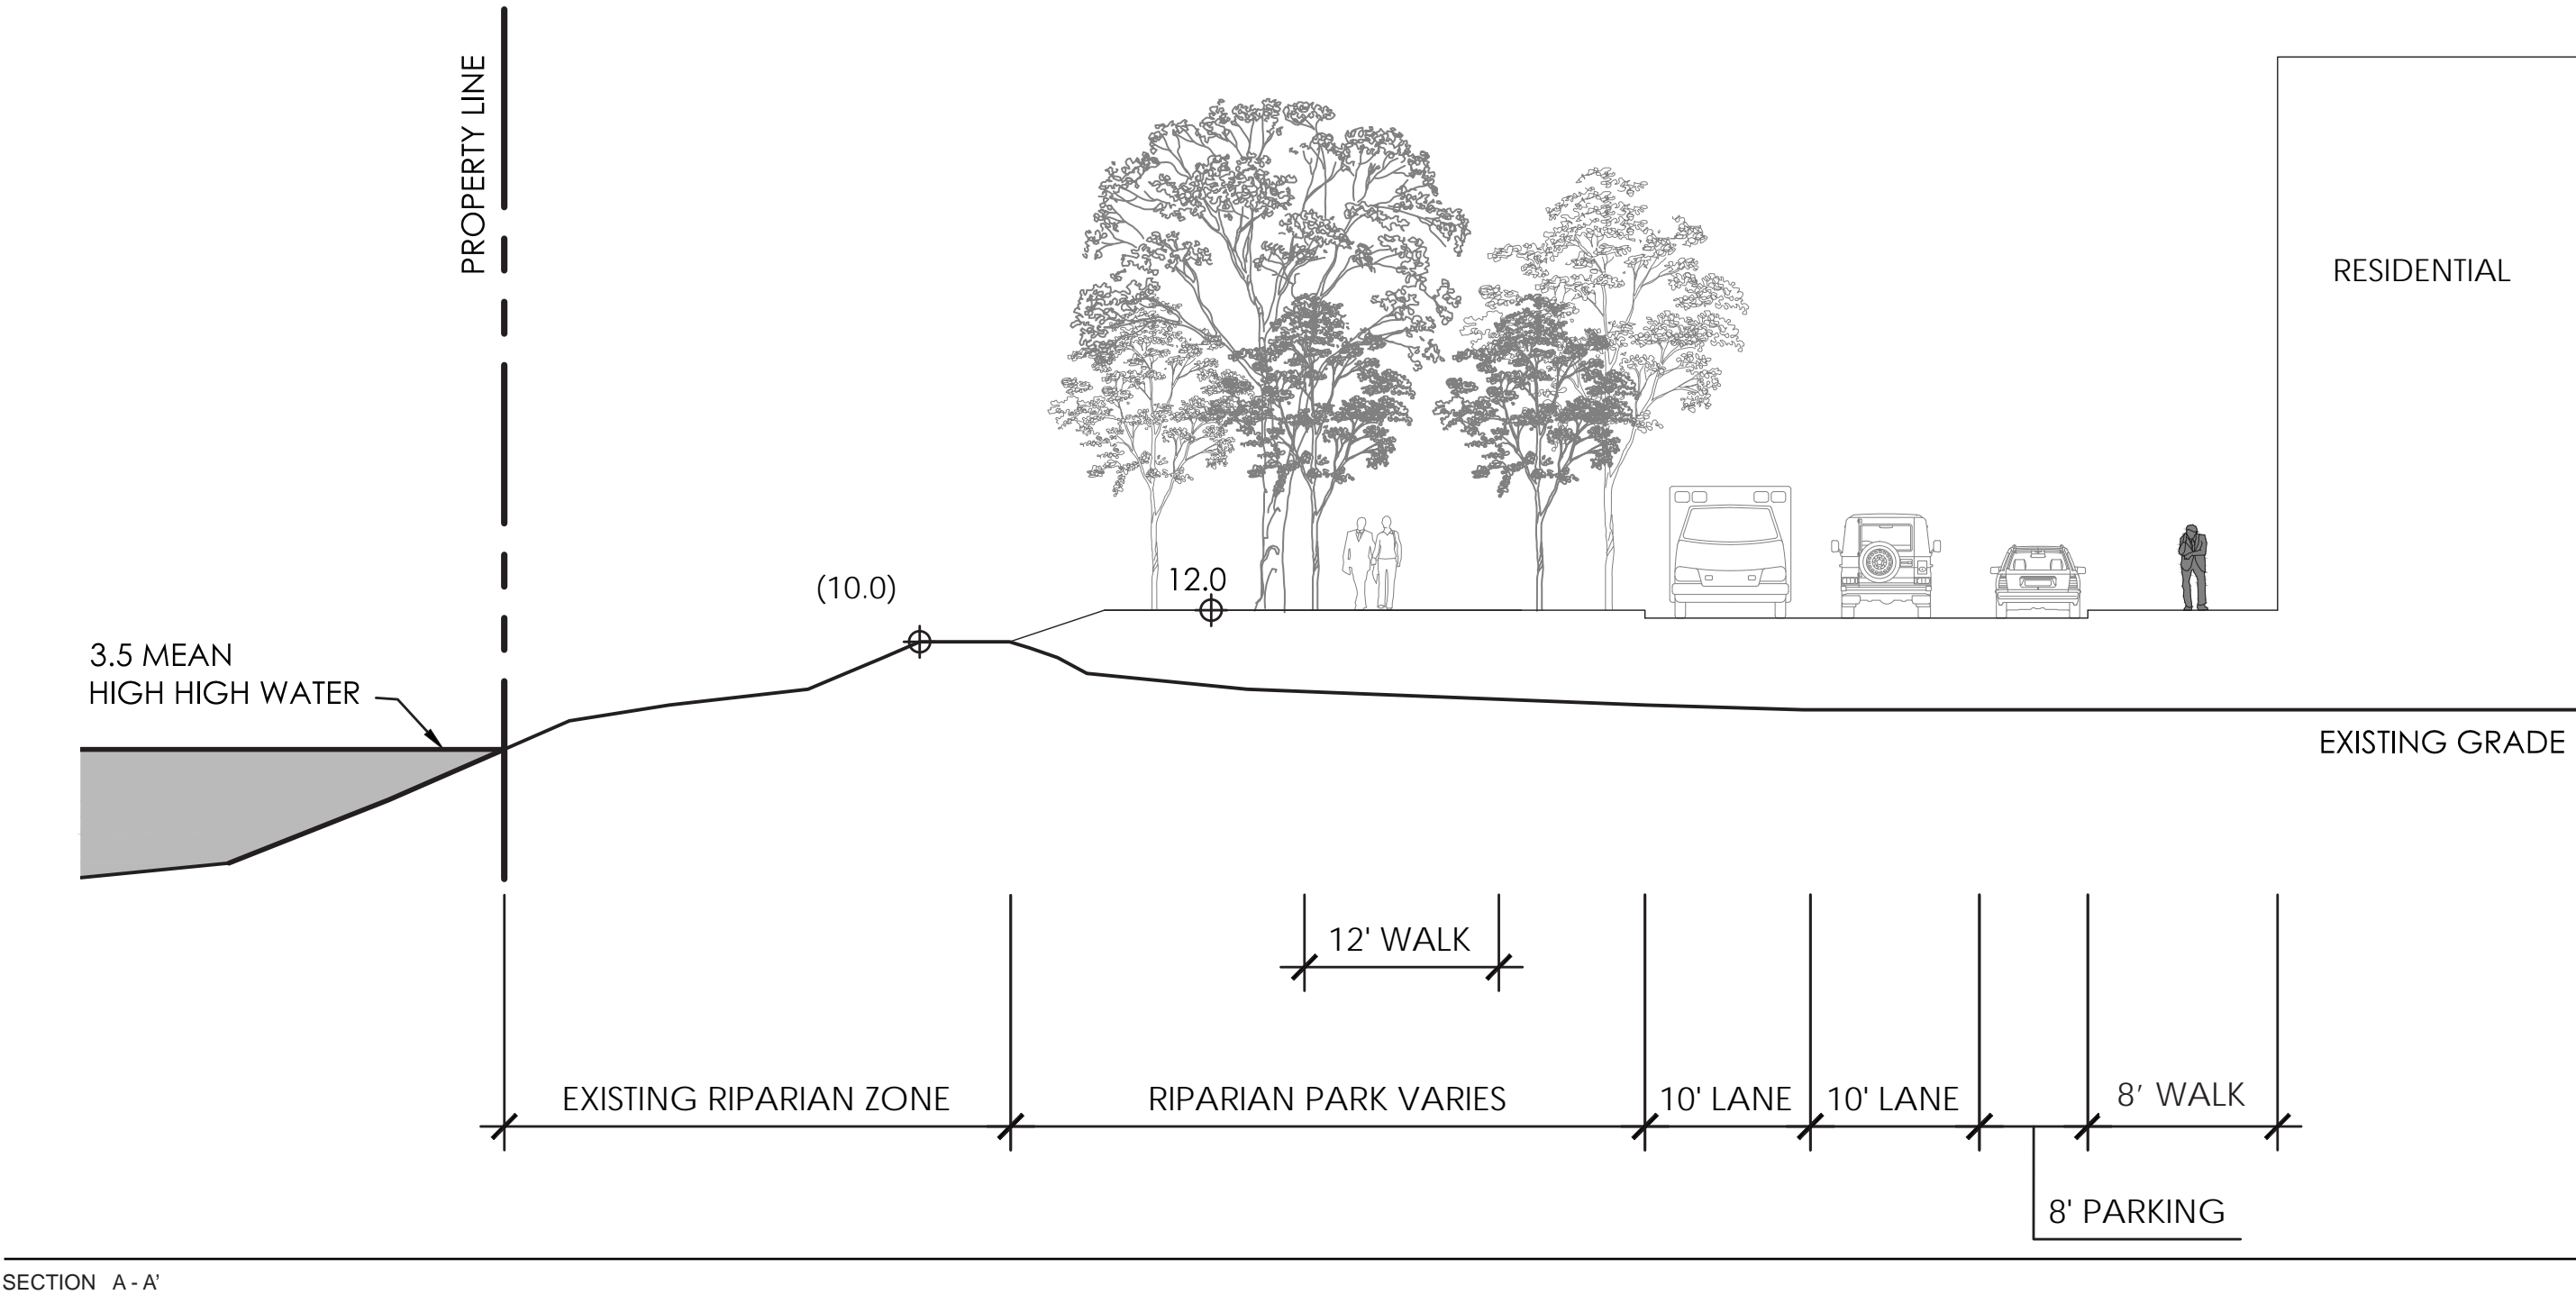 PROPERTY LINE
RESIDENTIAL
(10.0)
12.0
3.5 MEAN
HIGH HIGH WATER
EXISTING GRADE
12' WALK
EXISTING RIPARIAN ZONE
RIPARIAN PARK VARIES
10' LANE
10' LANE
8’ WALK
8' PARKING
SECTION A - A’